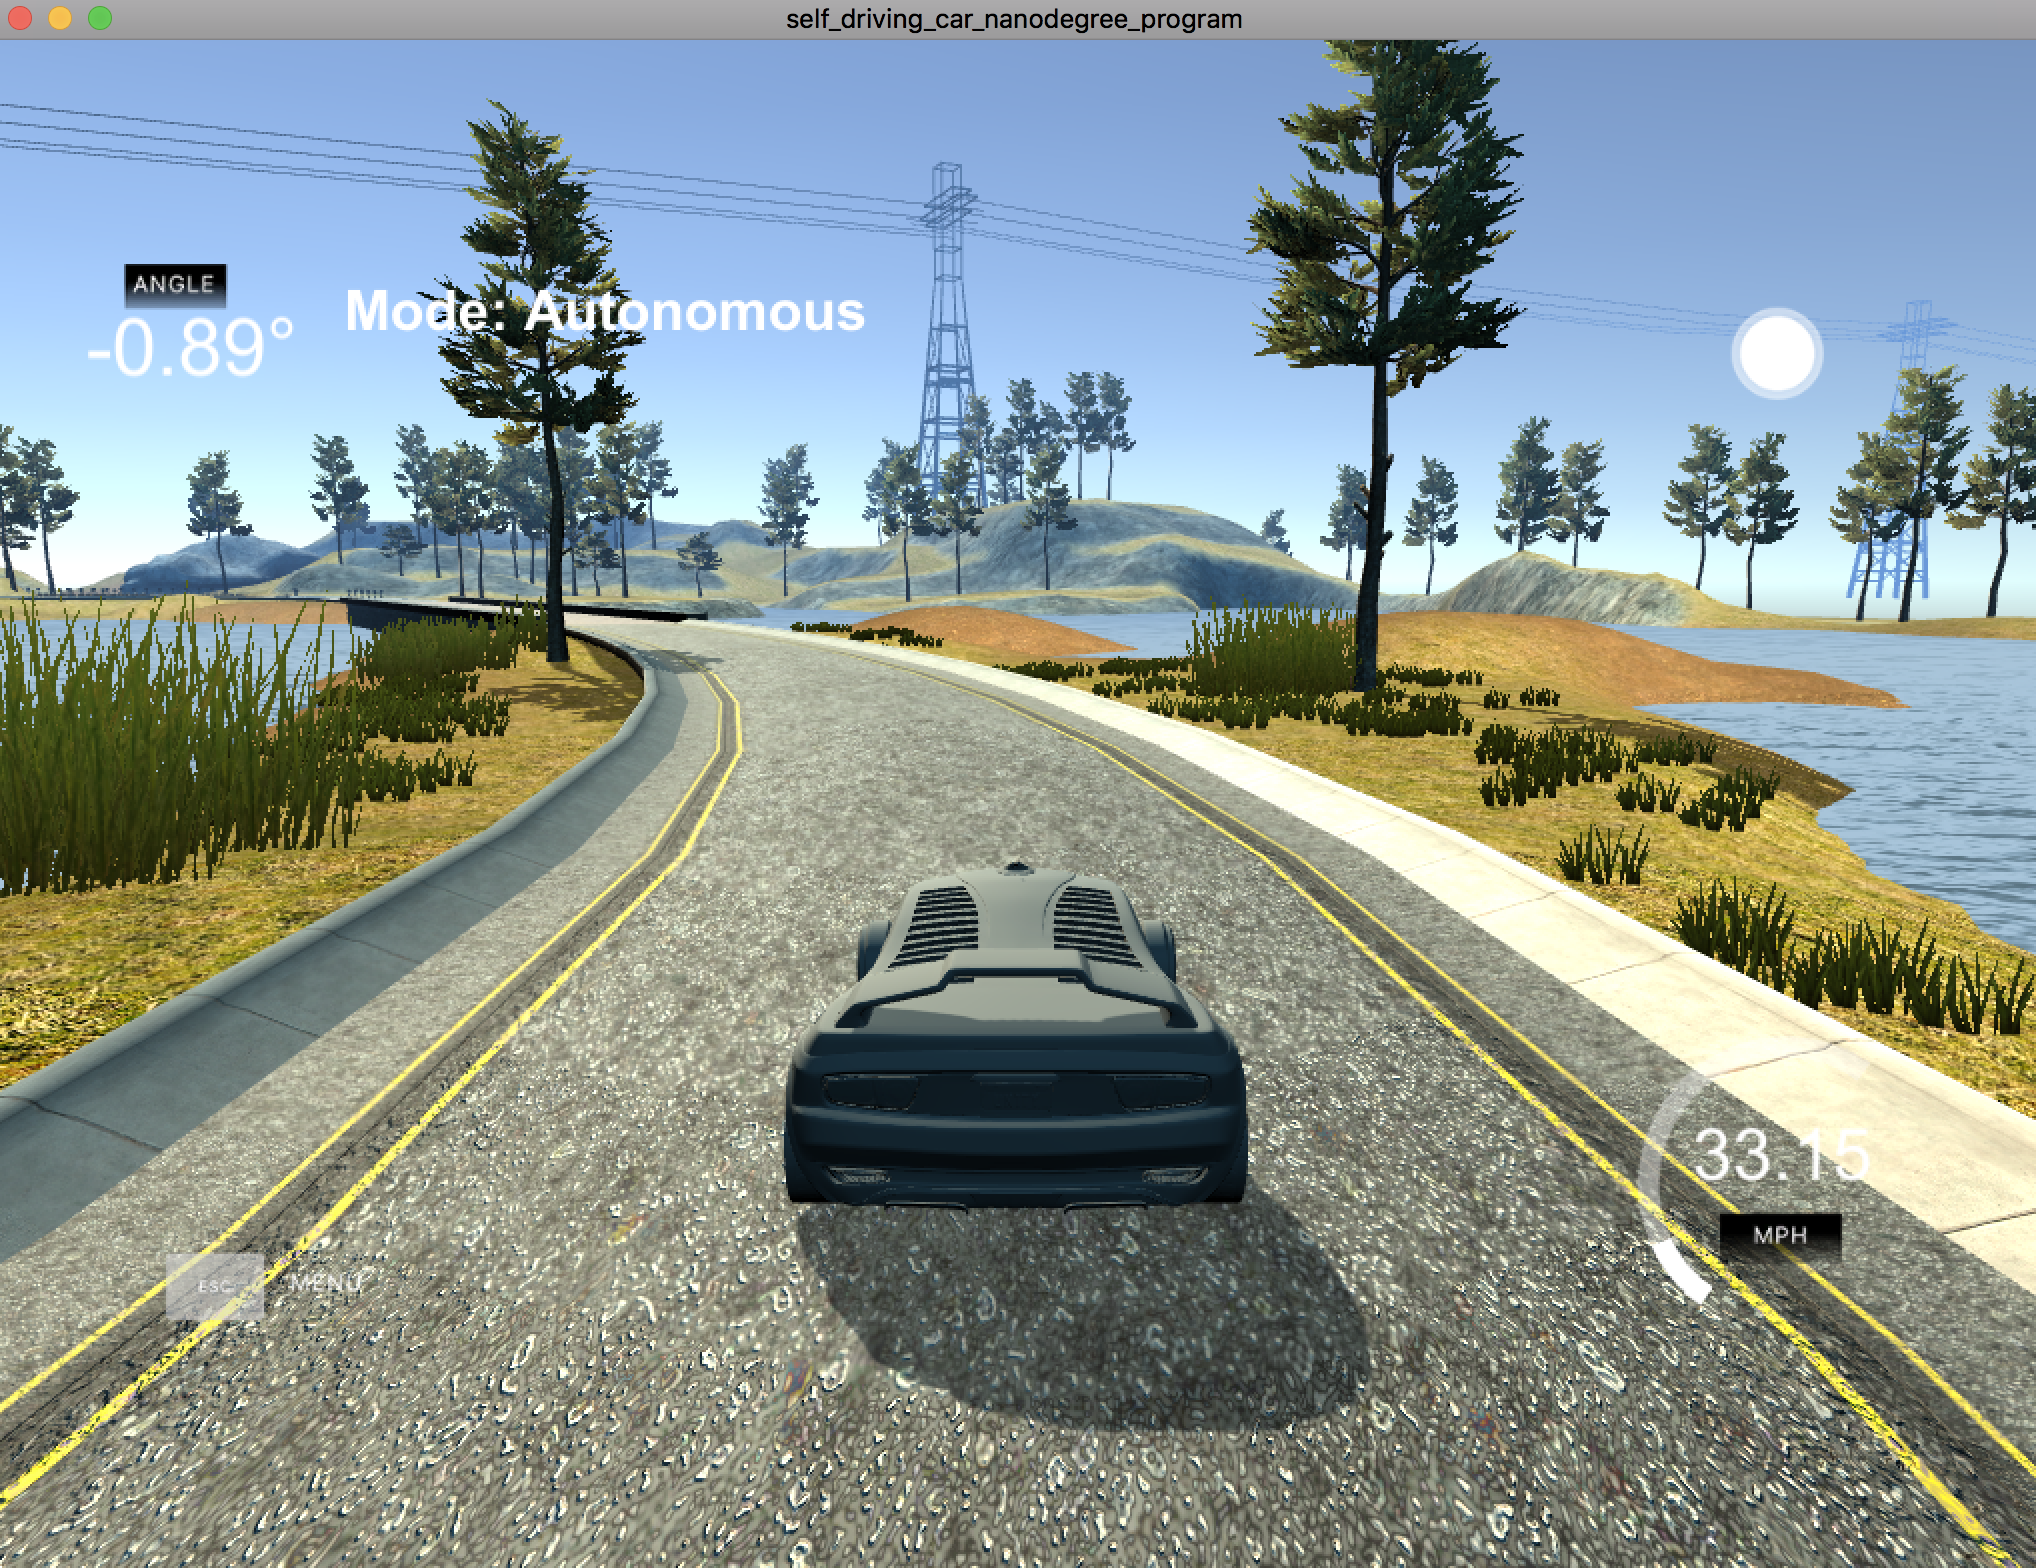 self_driving_car_nanodegree_program
ANGLE
-0.89°
Mode: Autonomous
33.15
MPH
ESC
MENU